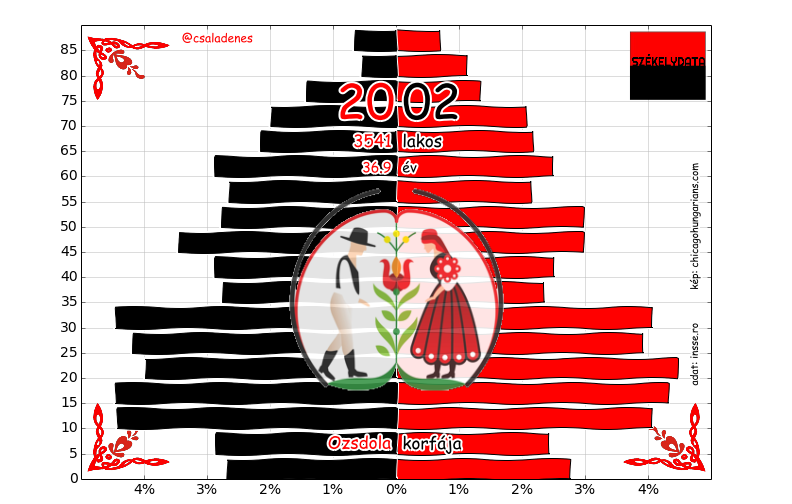 @csaladenes
SZÉKELYDATA
2002
3541 lakos
36.9 év
Ozsdola korfája
kép: chicagohungarians.com
adat: insse.ro
85
80
75
70
65
60
55
50
45
40
35
30
25
20
15
10
5
0
4% 3% 2% 1% 0% 1% 2% 3% 4%